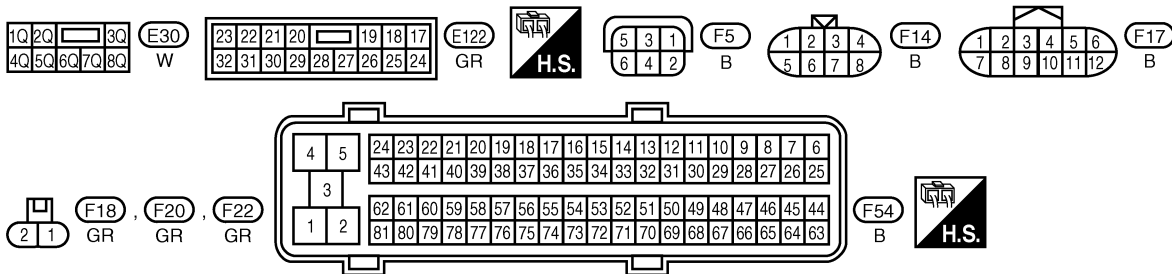 1Q 2Q 3Q E30 23 22 21 20 19 18 17 E122 H.S. 5 3 1 F5 1 2 3 4 F14 1 2 3 4 5 6 F17
4Q 5Q 6Q 7Q 8Q W 32 31 30 29 28 27 26 25 24 GR 6 4 2 B 5 6 7 8 B 7 8 9 10 11 12 B
4 5 24 23 22 21 20 19 18 17 16 15 14 13 12 11 10 9 8 7 6
43 42 41 40 39 38 37 36 35 34 33 32 31 30 29 28 27 26 25
3
2 1 F18 , F20 , F22 62 61 60 59 58 57 56 55 54 53 52 51 50 49 48 47 46 45 44 F54
GR GR GR 1 2 81 80 79 78 77 76 75 74 73 72 71 70 69 68 67 66 65 64 63 B H.S.